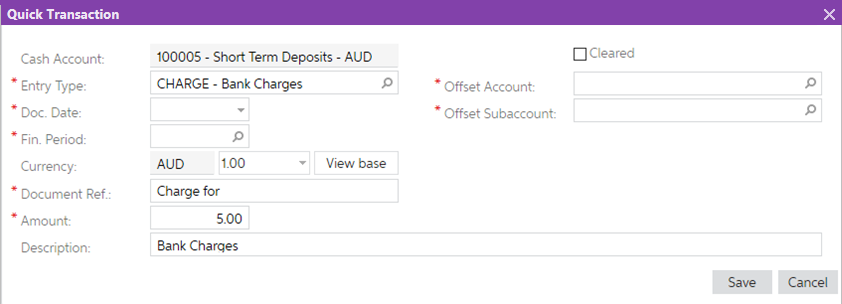 Quick Transaction
Cash Account: 100005 - Short Term Deposits - AUD Cleared
* Entry Type: CHARGE - Bank Charges * Offset Account:
* Doc. Date: * Offset Subaccount:
* Fin. Period:
Currency: AUD 1.00 View base
* Document Ref.: Charge for
* Amount: 5.00
Description: Bank Charges
Save Cancel